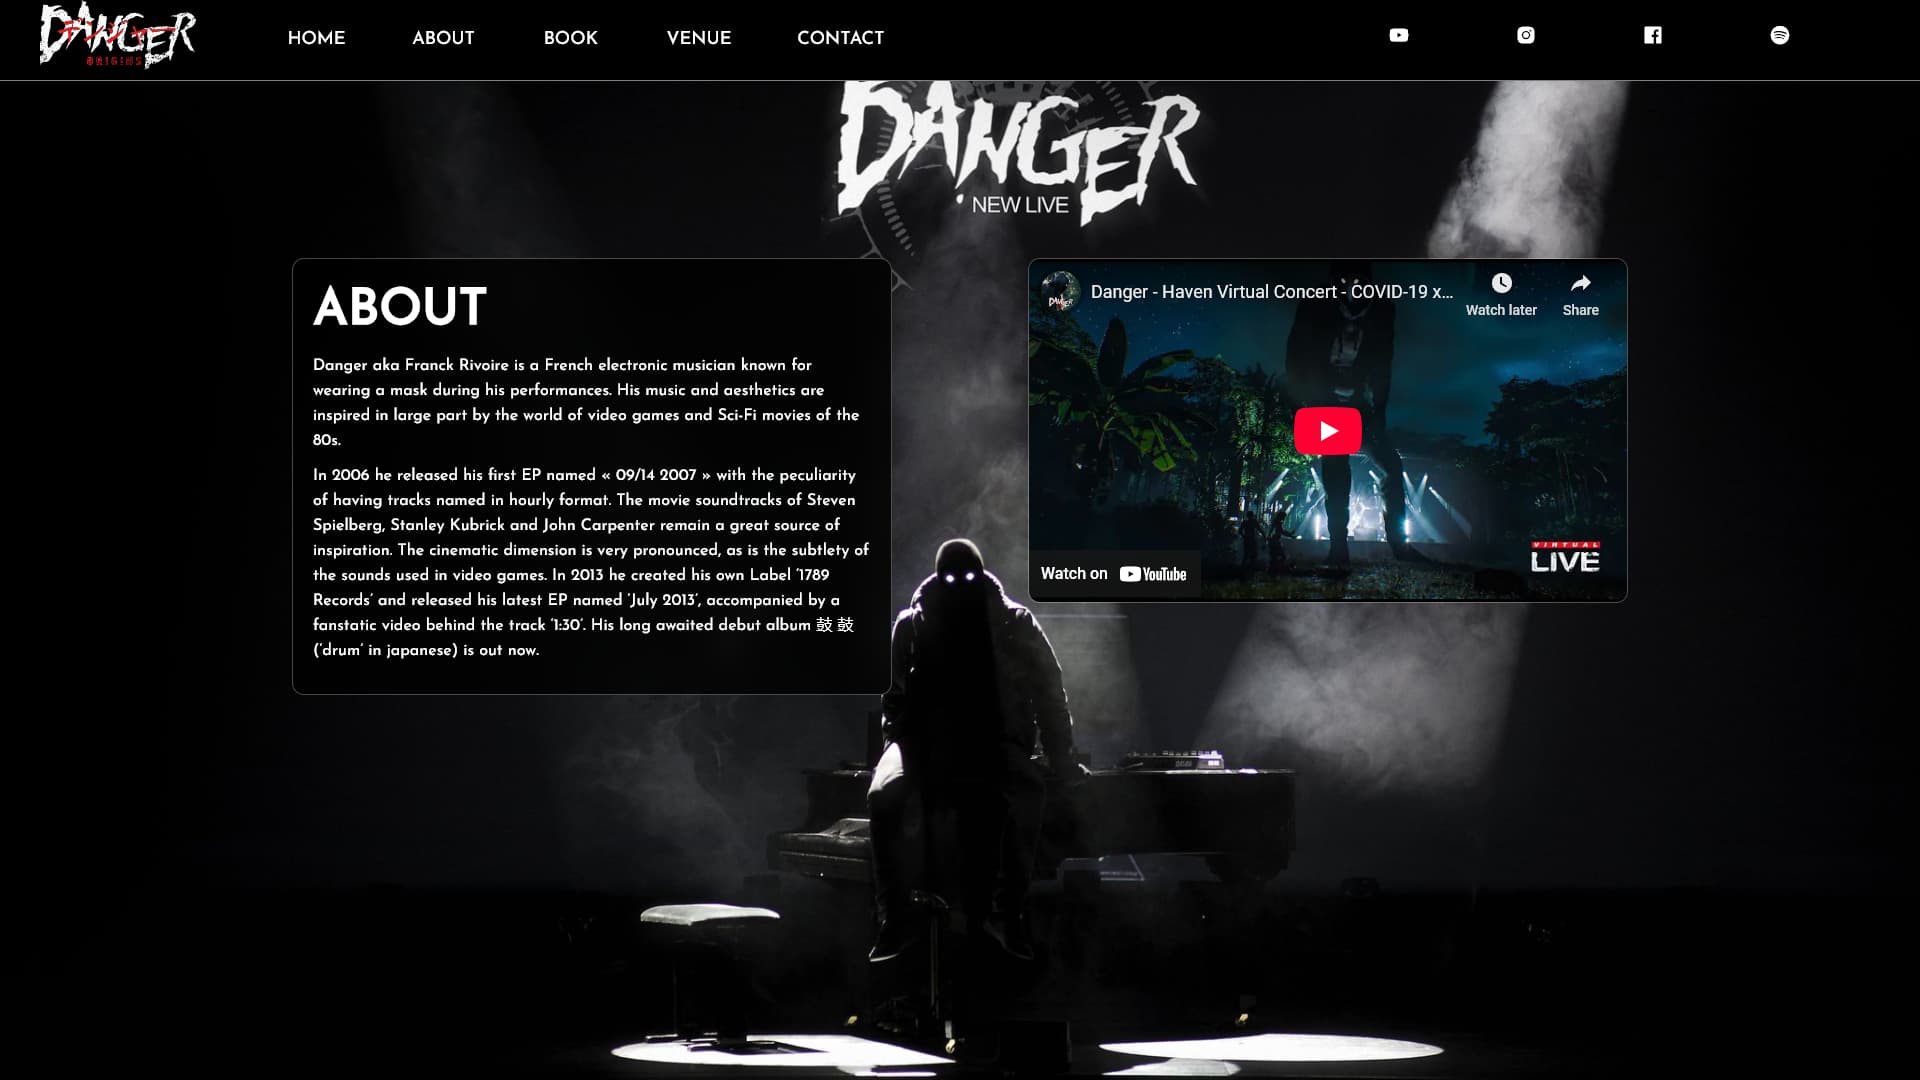 DANGER
デンジャー
ORIGINS
HOME
ABOUT
BOOK
VENUE
CONTACT
DANGER
NEW LIVE
ABOUT
Danger aka Franck Rivoire is a French electronic musician known for
wearing a mask during his performances. His music and aesthetics are
inspired in large part by the world of video games and Sci-Fi movies of the
80s.
In 2006 he released his first EP named « 09/14 2007 » with the peculiarity
of having tracks named in hourly format. The movie soundtracks of Steven
Spielberg, Stanley Kubrick and John Carpenter remain a great source of
inspiration. The cinematic dimension is very pronounced, as is the subtlety of
the sounds used in video games. In 2013 he created his own Label ‘1789
Records’ and released his latest EP named ‘July 2013’, accompanied by a
fanstatic video behind the track ‘1:30’. His long awaited debut album 鼓 鼓
(‘drum’ in japanese) is out now.
DANGER
Danger - Haven Virtual Concert - COVID-19 x...
Watch later
Share
VIRTUAL
LIVE
Watch on YouTube